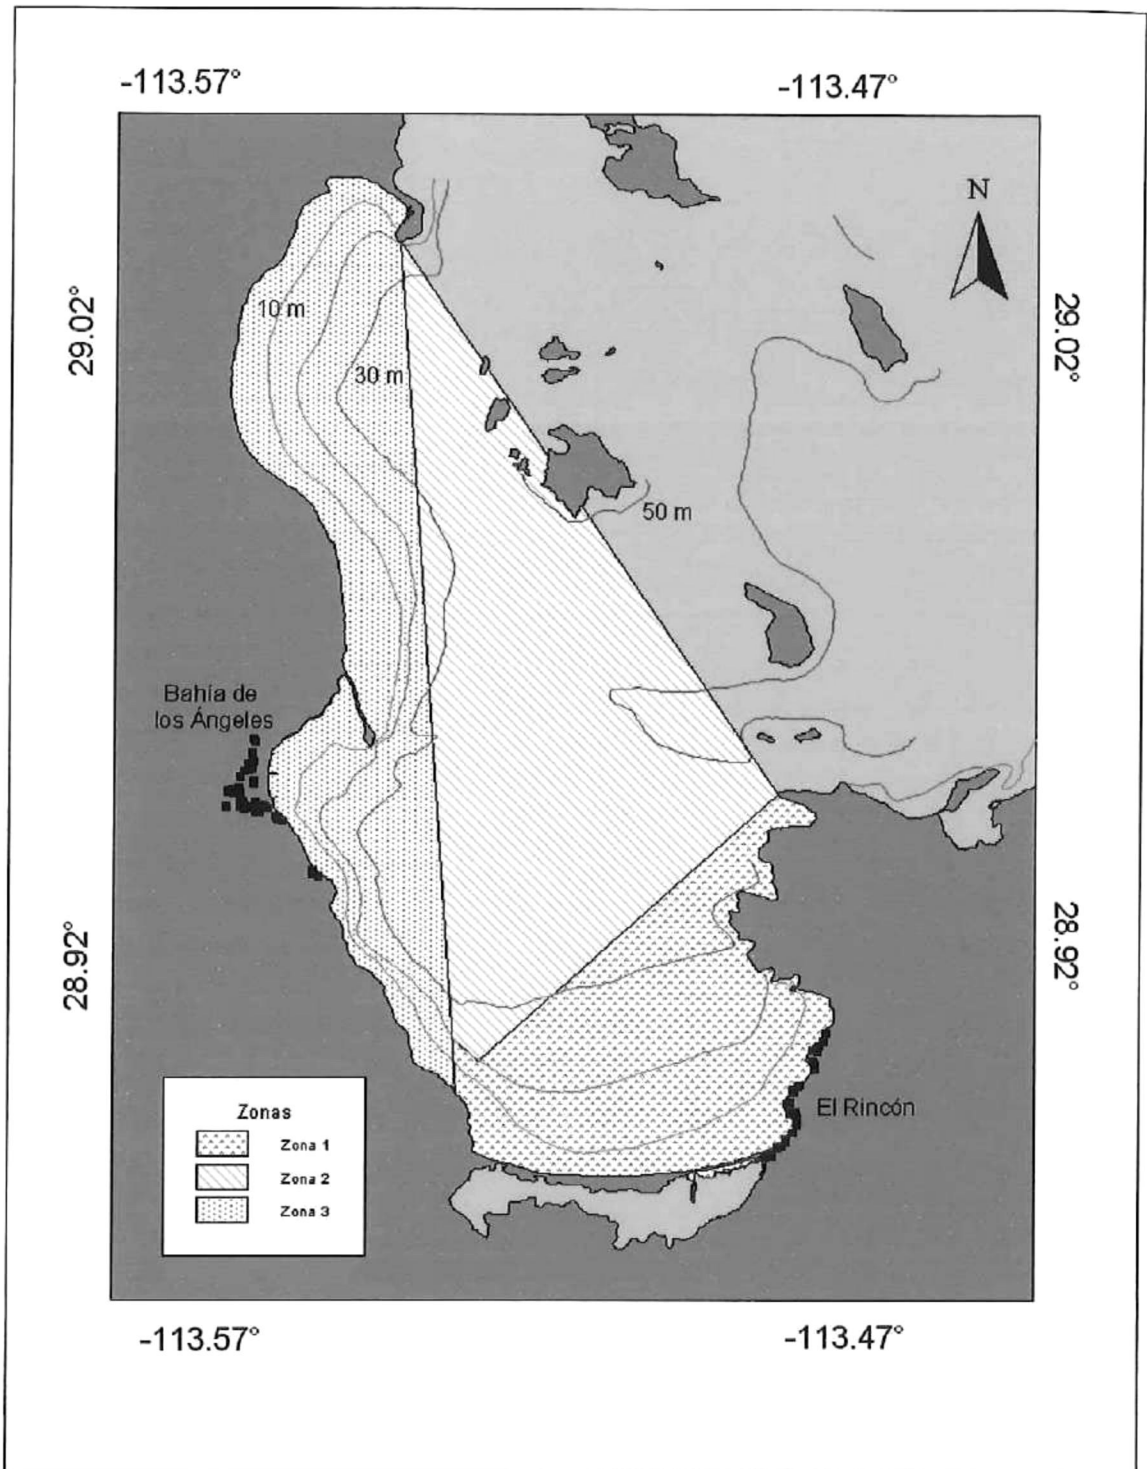 -113.57°
-113.47°
N
29.02°
29.02°
10 m
30 m
50 m
Bahía de
los Ángeles
28.92°
28.92°
Zonas
Zona 1
Zona 2
Zona 3
El Rincón
-113.57°
-113.47°